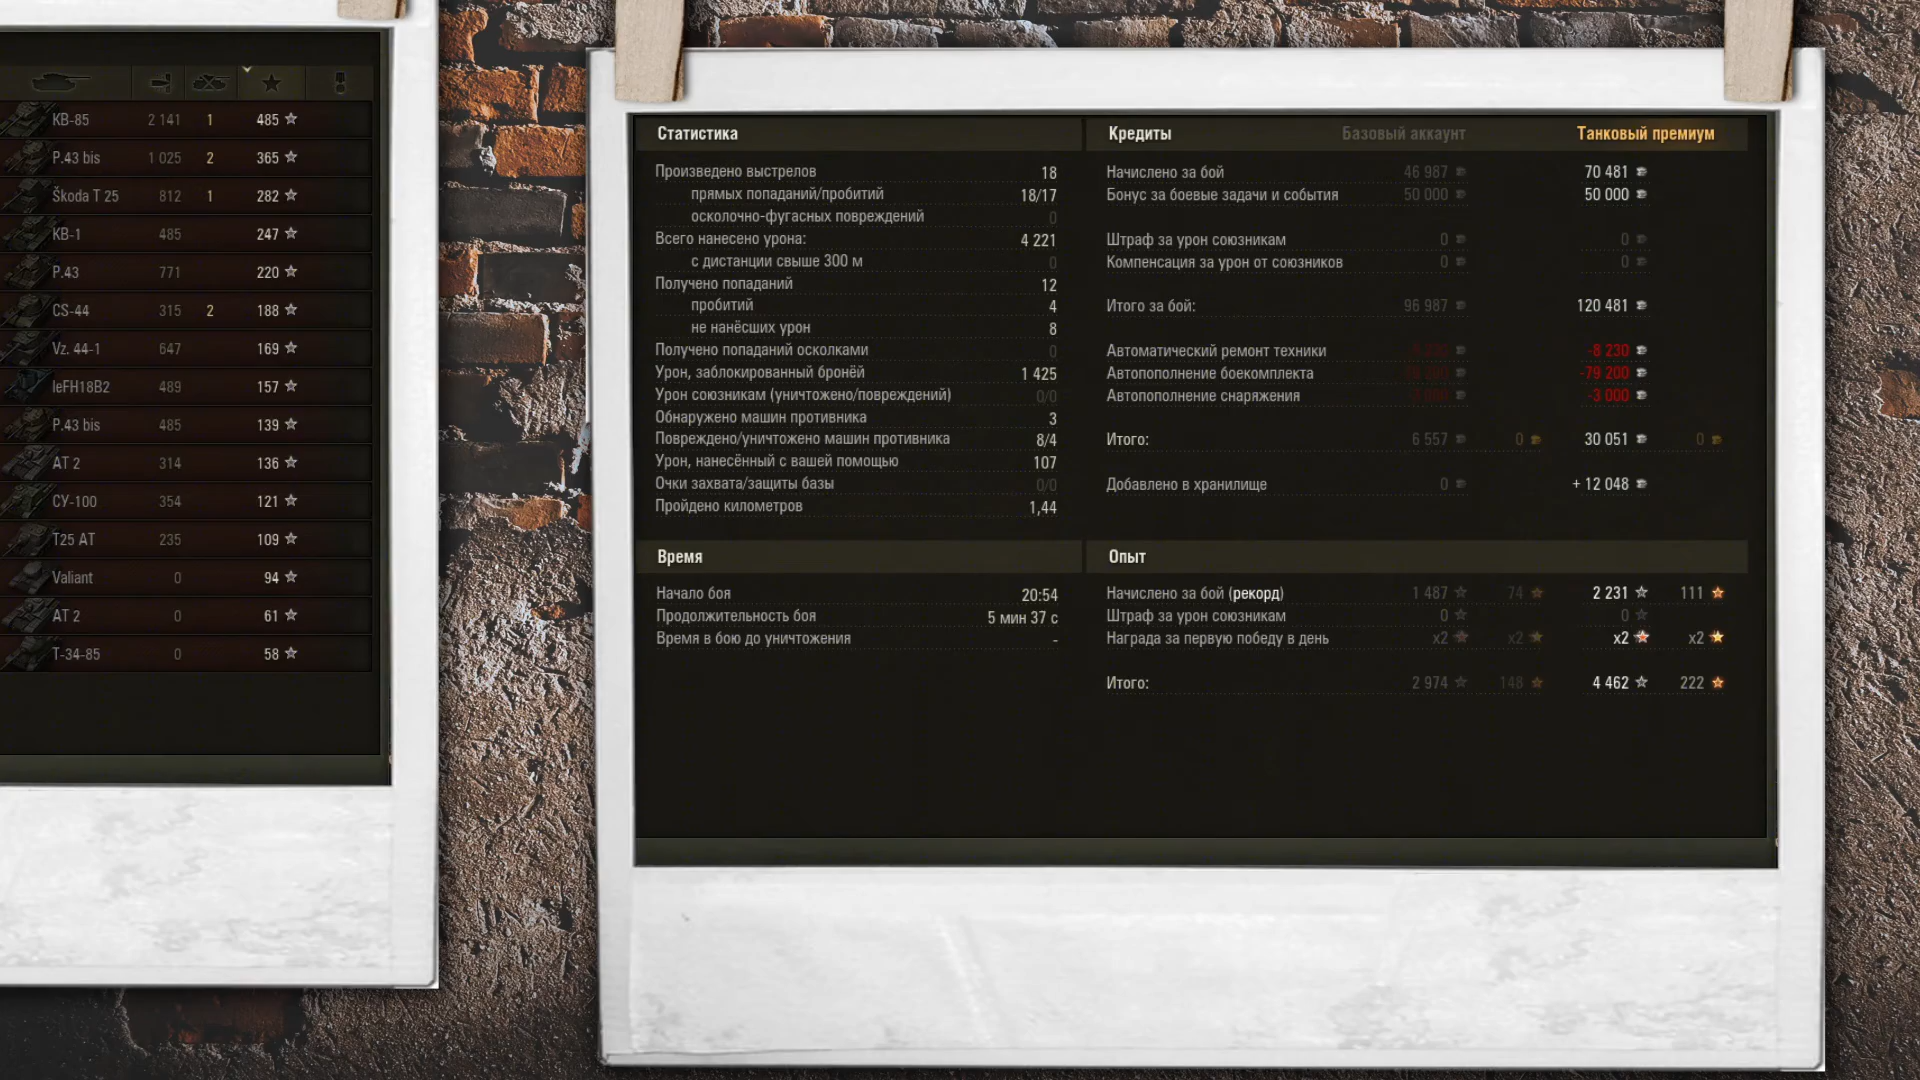 КВ-85 2 141 1 485
P.43 bis 1 025 2 365
Škoda T 25 812 1 282
КВ-1 485 247
P.43 771 220
CS-44 315 2 188
Vz. 44-1 647 169
leFH18B2 489 157
P.43 bis 485 139
AT 2 314 136
СУ-100 354 121
T25 AT 235 109
Valiant 0 94
AT 2 0 61
Т-34-85 0 58
Статистика
Произведено выстрелов 18
прямых попаданий/пробитий 18/17
осколочно-фугасных повреждений 0
Всего нанесено урона: 4 221
с дистанции свыше 300 м 0
Получено попаданий 12
пробитий 4
не нанёсших урон 8
Получено попаданий осколками 0
Урон, заблокированный бронёй 1 425
Урон союзникам (уничтожено/повреждений) 0/0
Обнаружено машин противника 3
Повреждено/уничтожено машин противника 8/4
Урон, нанесённый с вашей помощью 107
Очки захвата/защиты базы 0/0
Пройдено километров 1,44
Кредиты Базовый аккаунт Танковый премиум
Начислено за бой 46 987 70 481
Бонус за боевые задачи и события 50 000 50 000
Штраф за урон союзникам 0 0
Компенсация за урон от союзников 0 0
Итого за бой: 96 987 120 481
Автоматический ремонт техники -8 230
Автопополнение боекомплекта -79 200
Автопополнение снаряжения -3 000
Итого: 6 557 0 30 051 0
Добавлено в хранилище 0 + 12 048
Время
Начало боя 20:54
Продолжительность боя 5 мин 37 с
Время в бою до уничтожения -
Опыт
Начислено за бой (рекорд) 1 487 74 2 231 111
Штраф за урон союзникам 0 0
Награда за первую победу в день x2 x2 x2 x2
Итого: 2 974 148 4 462 222